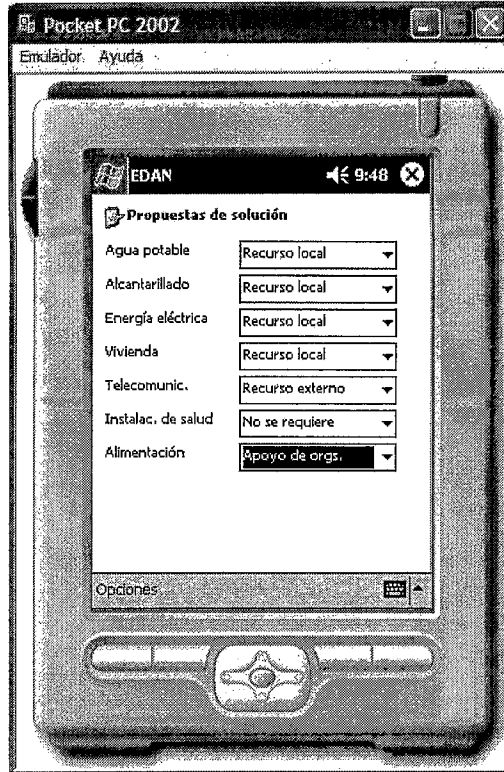 Pocket PC 2002
Emulador Ayuda
EDAN 9:48
Propuestas de solución
Agua potable Recurso local
Alcantarillado Recurso local
Energía eléctrica Recurso local
Vivienda Recurso local
Telecomunic. Recurso externo
Instalac. de salud No se requiere
Alimentación Apoyo de orgs.
Opciones